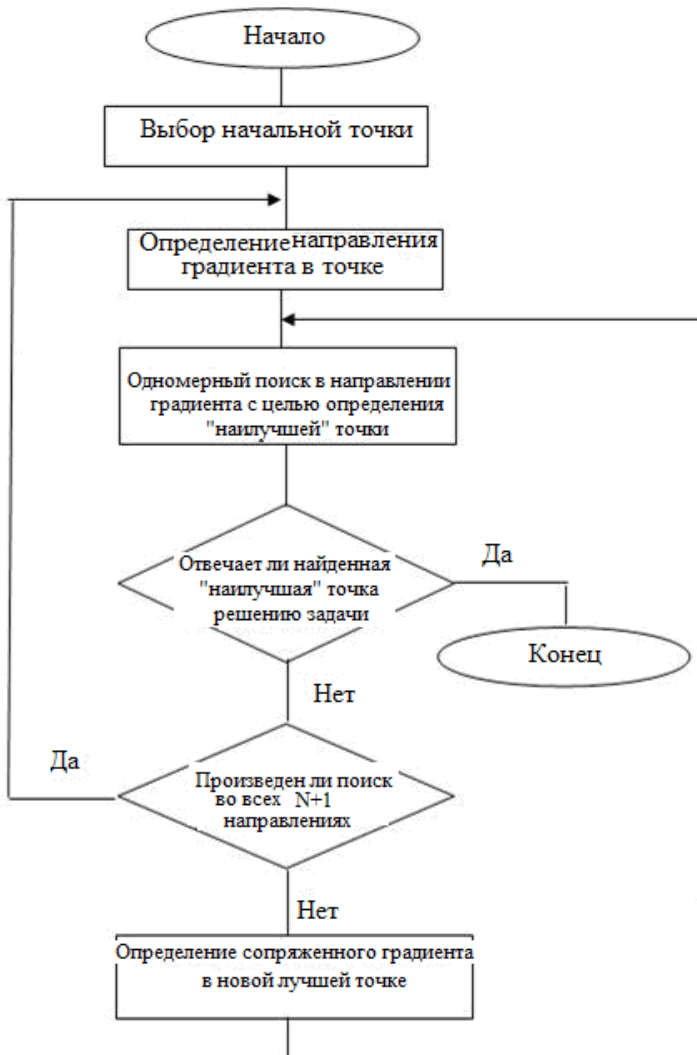 Начало
Выбор начальной точки
Определение направления
градиента в точке
Одномерный поиск в направлении
градиента с целью определения
"наилучшей" точки
Отвечает ли найденная
"наилучшая" точка
решению задачи
Да
Конец
Нет
Да
Произведен ли поиск
во всех N+1
направлениях
Нет
Определение сопряженного градиента
в новой лучшей точке